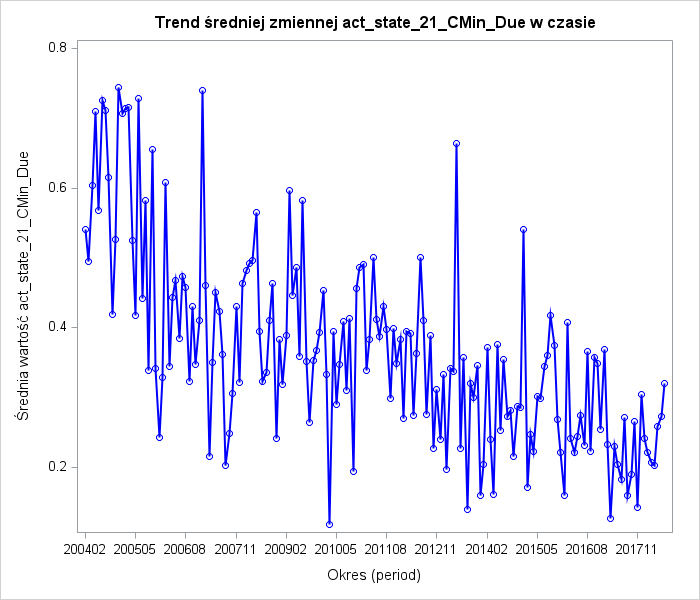 Trend średniej zmiennej act_state_21_CMin_Due w czasie
Średnia wartość act_state_21_CMin_Due
0.8
0.6
0.4
0.2
200402 200505 200608 200711 200902 201005 201108 201211 201402 201505 201608 201711
Okres (period)